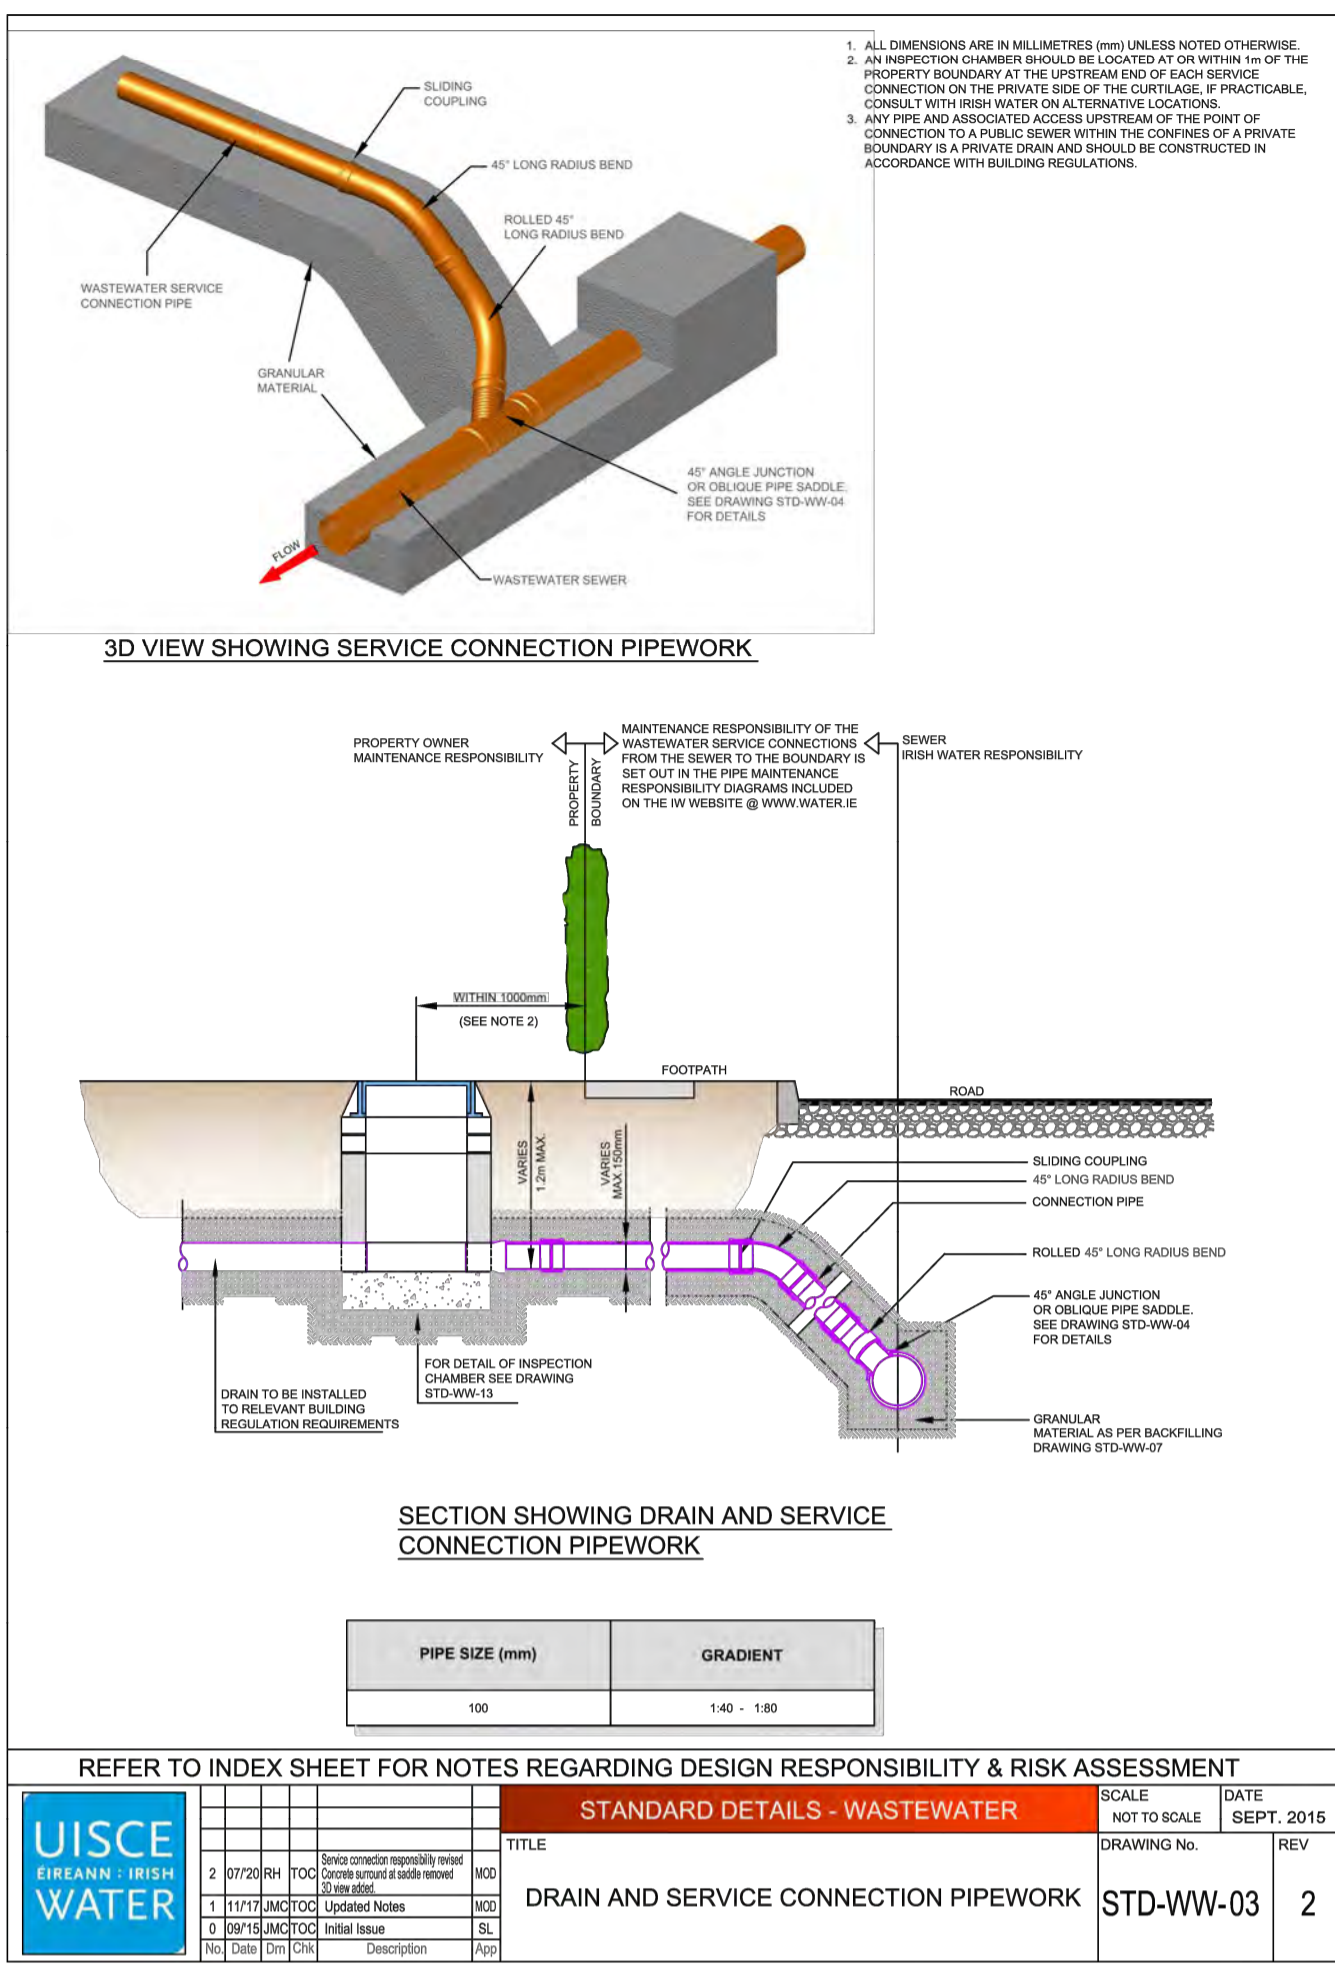 1. ALL DIMENSIONS ARE IN MILLIMETRES (mm) UNLESS NOTED OTHERWISE.
2. AN INSPECTION CHAMBER SHOULD BE LOCATED AT OR WITHIN 1m OF THE
PROPERTY BOUNDARY AT THE UPSTREAM END OF EACH SERVICE
CONNECTION ON THE PRIVATE SIDE OF THE CURTILAGE, IF PRACTICABLE,
CONSULT WITH IRISH WATER ON ALTERNATIVE LOCATIONS.
3. ANY PIPE AND ASSOCIATED ACCESS UPSTREAM OF THE POINT OF
CONNECTION TO A PUBLIC SEWER WITHIN THE CONFINES OF A PRIVATE
BOUNDARY IS A PRIVATE DRAIN AND SHOULD BE CONSTRUCTED IN
ACCORDANCE WITH BUILDING REGULATIONS.
SLIDING
COUPLING
45° LONG RADIUS BEND
ROLLED 45°
LONG RADIUS BEND
WASTEWATER SERVICE
CONNECTION PIPE
GRANULAR
MATERIAL
45° ANGLE JUNCTION
OR OBLIQUE PIPE SADDLE.
SEE DRAWING STD-WW-04
FOR DETAILS
FLOW
WASTEWATER SEWER
3D VIEW SHOWING SERVICE CONNECTION PIPEWORK
PROPERTY OWNER
MAINTENANCE RESPONSIBILITY
PROPERTY
BOUNDARY
MAINTENANCE RESPONSIBILITY OF THE
WASTEWATER SERVICE CONNECTIONS
FROM THE SEWER TO THE BOUNDARY IS
SET OUT IN THE PIPE MAINTENANCE
RESPONSIBILITY DIAGRAMS INCLUDED
ON THE IW WEBSITE @ WWW.WATER.IE
SEWER
IRISH WATER RESPONSIBILITY
WITHIN 1000mm
(SEE NOTE 2)
FOOTPATH
ROAD
VARIES
1.2m MAX.
VARIES
MAX.150mm
SLIDING COUPLING
45° LONG RADIUS BEND
CONNECTION PIPE
ROLLED 45° LONG RADIUS BEND
45° ANGLE JUNCTION
OR OBLIQUE PIPE SADDLE.
SEE DRAWING STD-WW-04
FOR DETAILS
FOR DETAIL OF INSPECTION
CHAMBER SEE DRAWING
STD-WW-13
DRAIN TO BE INSTALLED
TO RELEVANT BUILDING
REGULATION REQUIREMENTS
GRANULAR
MATERIAL AS PER BACKFILLING
DRAWING STD-WW-07
SECTION SHOWING DRAIN AND SERVICE
CONNECTION PIPEWORK
PIPE SIZE (mm) GRADIENT
100 1:40 - 1:80
REFER TO INDEX SHEET FOR NOTES REGARDING DESIGN RESPONSIBILITY & RISK ASSESSMENT
UISCE
ÉIREANN : IRISH
WATER
2 07/'20 RH TOC Service connection responsibility revised
Concrete surround at saddle removed
3D view added. MOD
1 11/'17 JMC TOC Updated Notes MOD
0 09/'15 JMC TOC Initial Issue SL
No. Date Drn Chk Description App
STANDARD DETAILS - WASTEWATER
TITLE
DRAIN AND SERVICE CONNECTION PIPEWORK
SCALE
NOT TO SCALE
DATE
SEPT. 2015
DRAWING No.
STD-WW-03
REV
2